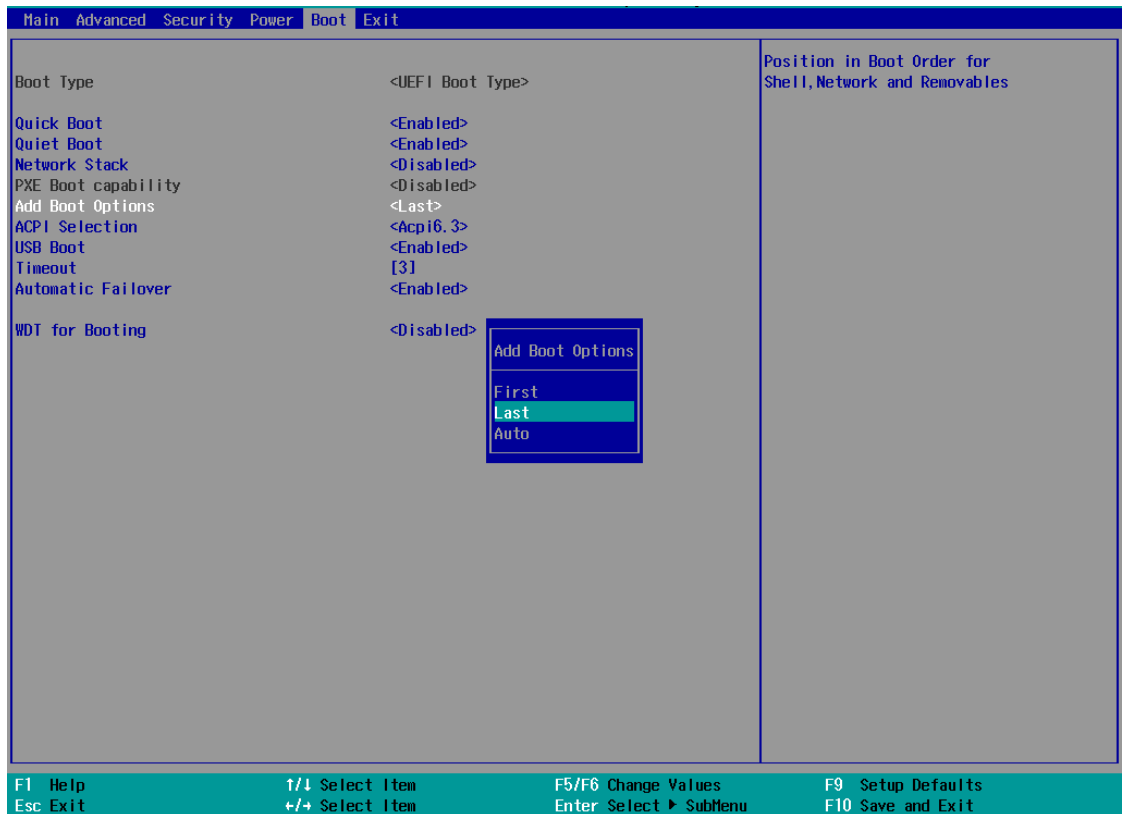 Main Advanced Security Power Boot Exit
Position in Boot Order for
Shell,Network and Removables
Boot Type <UEFI Boot Type>
Quick Boot <Enabled>
Quiet Boot <Enabled>
Network Stack <Disabled>
PXE Boot capability <Disabled>
Add Boot Options <Last>
ACPI Selection <Acpi6.3>
USB Boot <Enabled>
Timeout [3]
Automatic Failover <Enabled>
WDT for Booting <Disabled>
Add Boot Options
First
Last
Auto
F1 Help ↑/↓ Select Item F5/F6 Change Values F9 Setup Defaults
Esc Exit ←/→ Select Item Enter Select ▶ SubMenu F10 Save and Exit